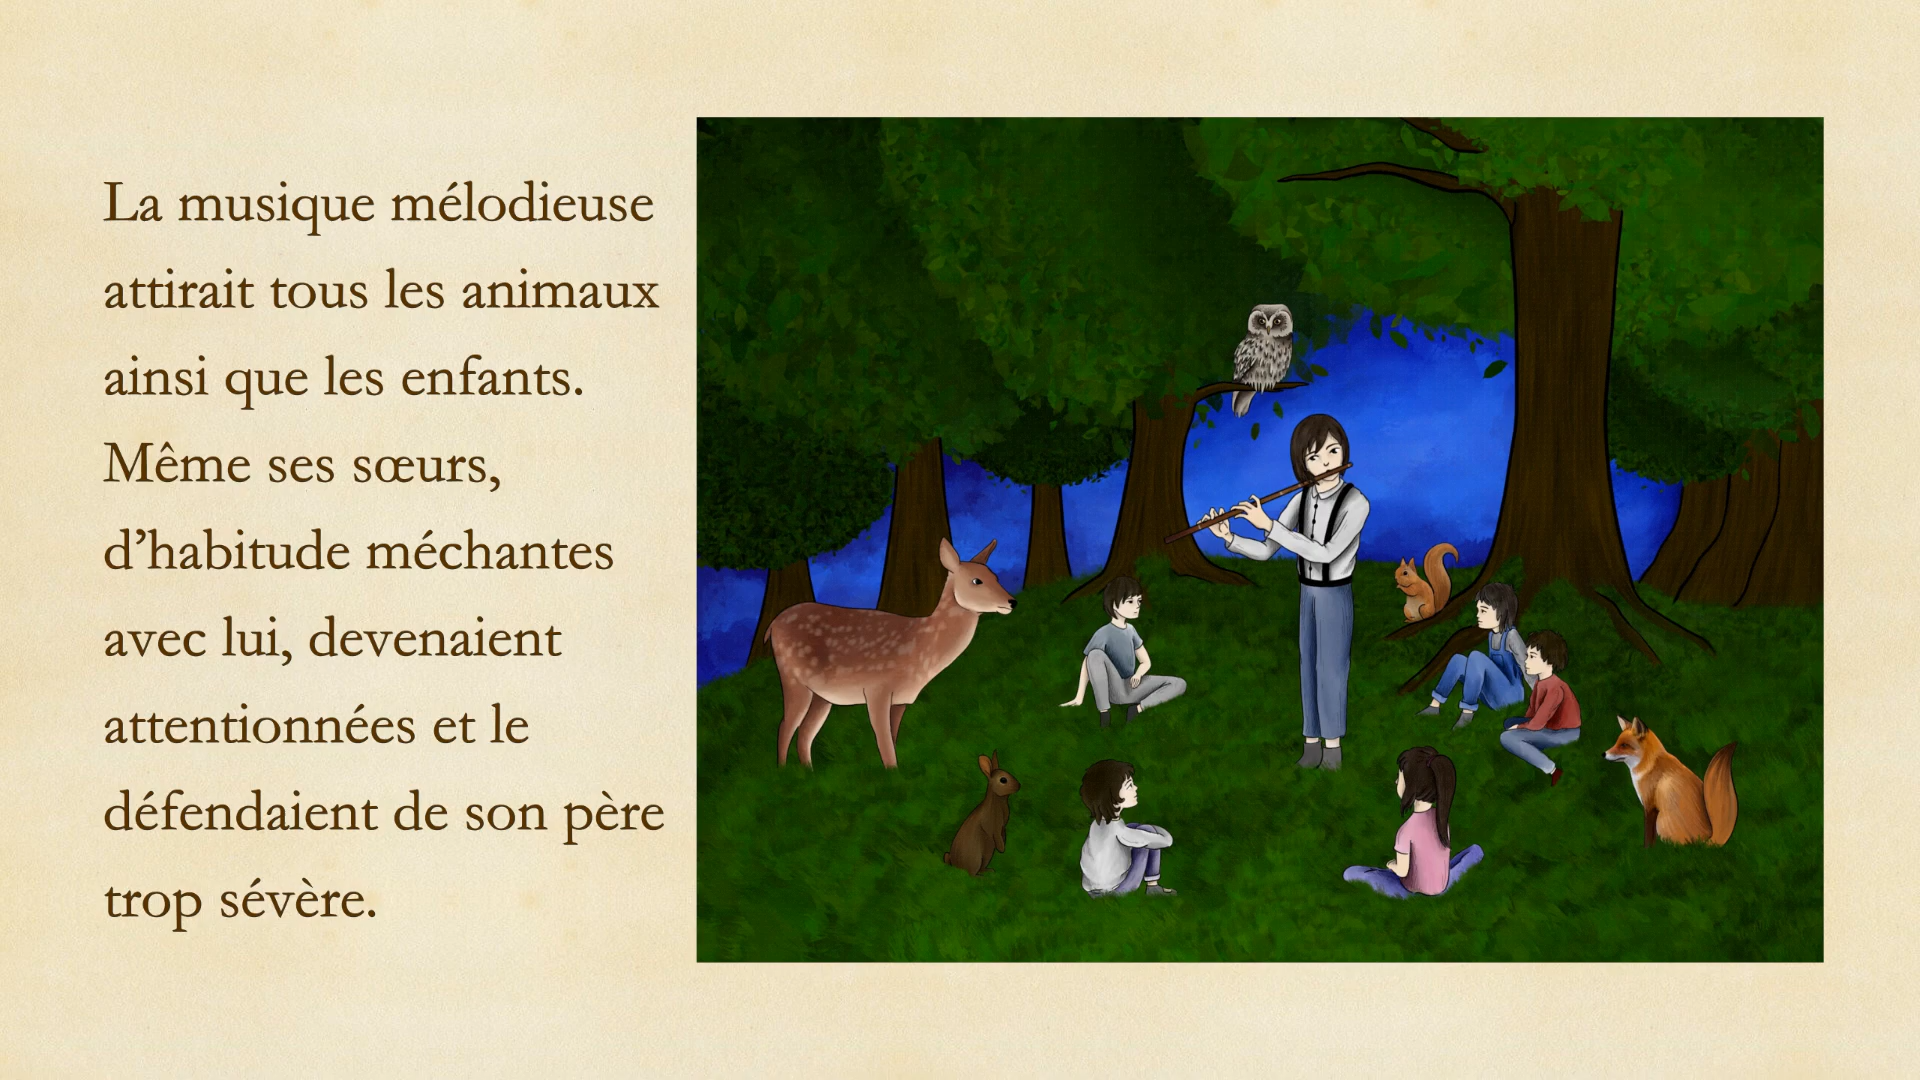 La musique mélodieuse
attirait tous les animaux
ainsi que les enfants.
Même ses sœurs,
d’habitude méchantes
avec lui, devenaient
attentionnées et le
défendaient de son père
trop sévère.